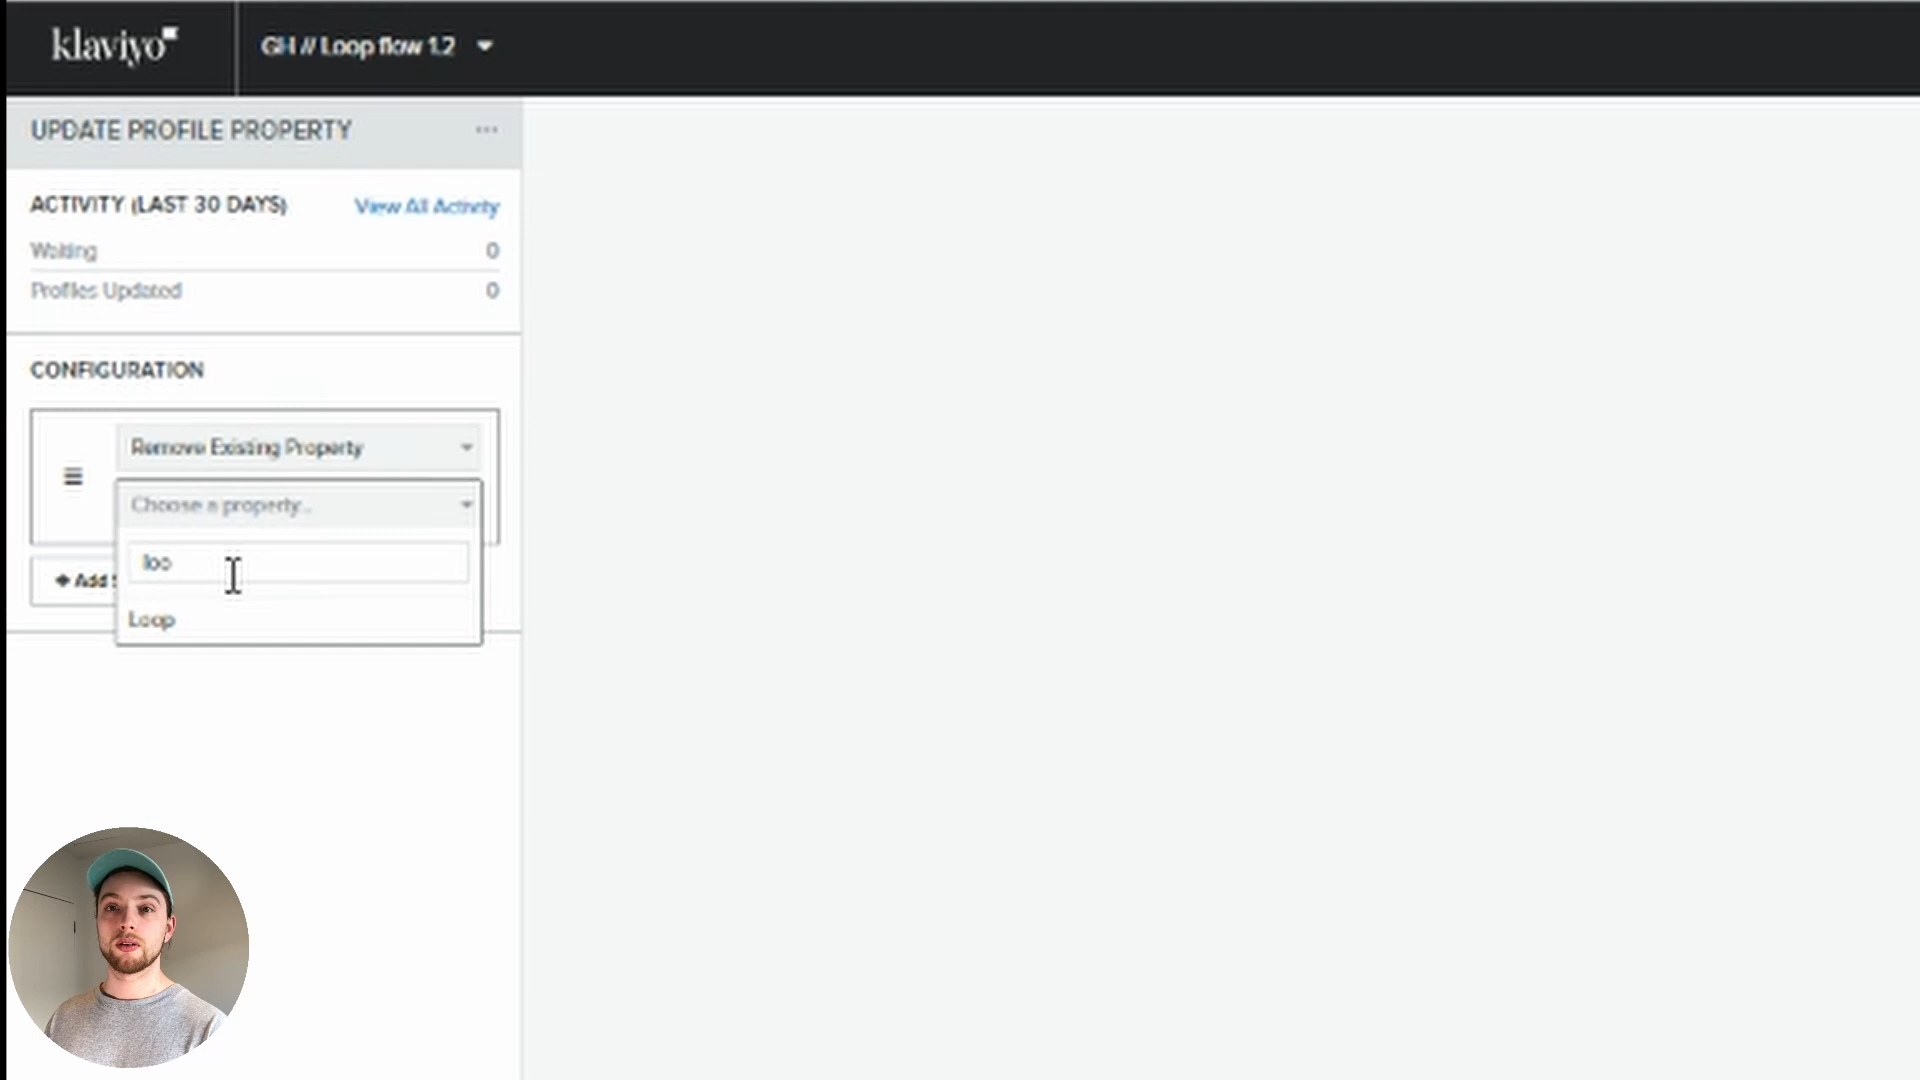 klaviyo
GH // Loop flow 1.2
UPDATE PROFILE PROPERTY
ACTIVITY (LAST 30 DAYS)
View All Activity
Waiting 0
Profiles Updated 0
CONFIGURATION
Remove Existing Property
Choose a property...
loo
+ Add
Loop